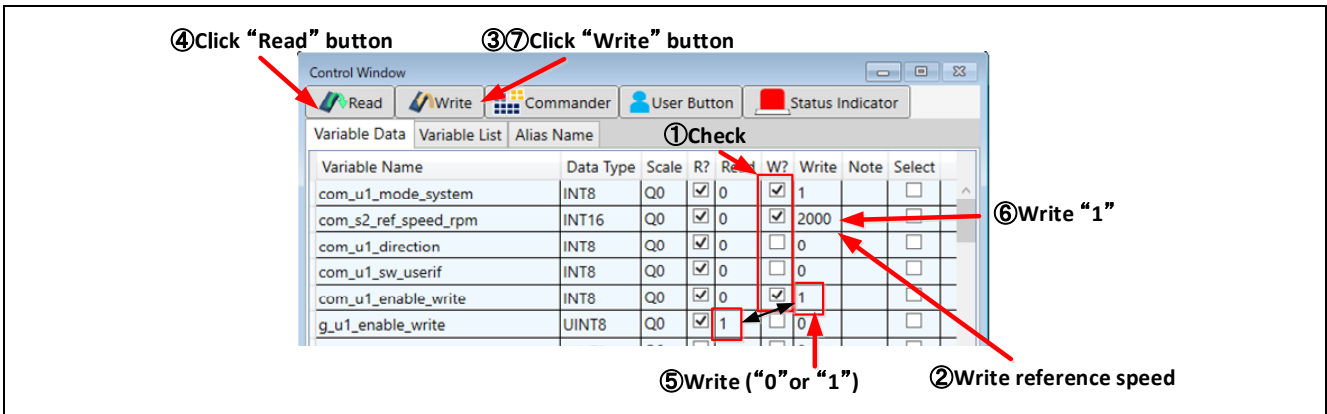 ④Click “Read” button ③⑦Click “Write” button
Control Window
Read Write Commander User Button Status Indicator
Variable Data Variable List Alias Name
①Check
Variable Name Data Type Scale R? Read W? Write Note Select
com_u1_mode_system INT8 Q0 0 1
com_s2_ref_speed_rpm INT16 Q0 0 2000
⑥Write “1”
com_u1_direction INT8 Q0 0 0
com_u1_sw_userif INT8 Q0 0 0
com_u1_enable_write INT8 Q0 0 1
g_u1_enable_write UINT8 Q0 1 0
⑤Write (“0”or “1”) ②Write reference speed